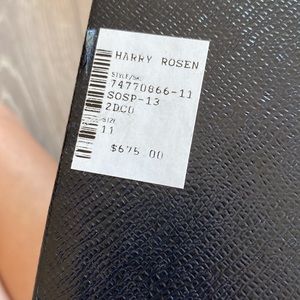 HARRY ROSEN
STYLE/SKU
74770866-11
SOSP-13
2DC0
SIZE
11
$675.00